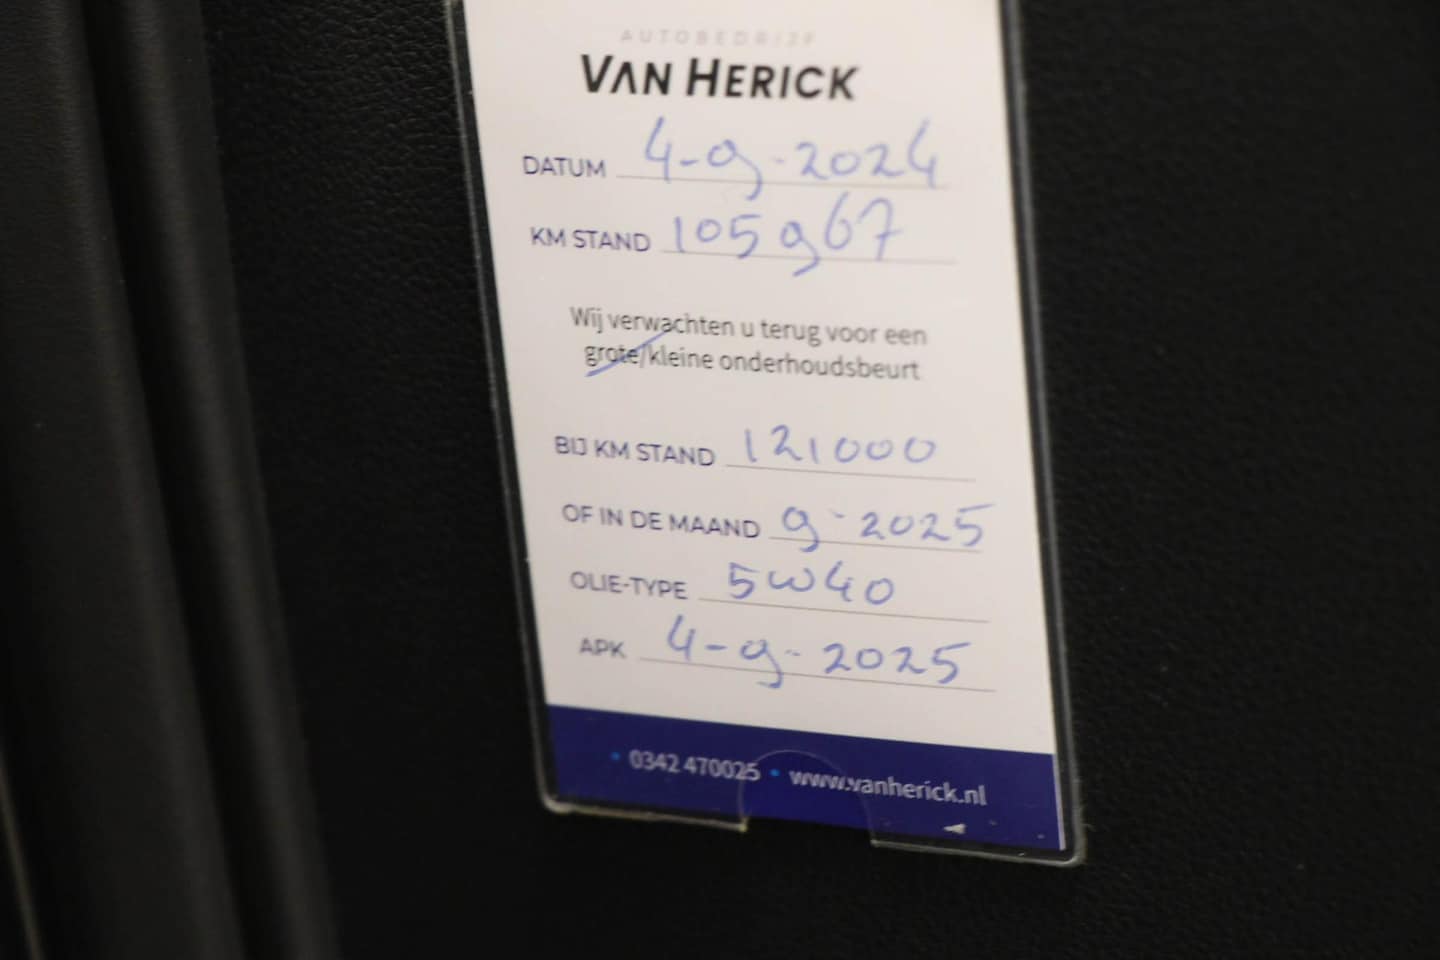 AUTOBEDRIJF
VAN HERICK
DATUM 4-9-2024
KM STAND 105967
Wij verwachten u terug voor een
grote/kleine onderhoudsbeurt
BIJ KM STAND 121000
OF IN DE MAAND 9-2025
OLIE-TYPE 5W40
APK 4-9-2025
• 0342 470025 • www.vanherick.nl